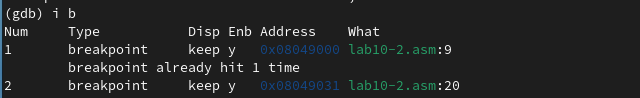 (gdb) i b
Num     Type           Disp Enb Address    What
1       breakpoint     keep y   0x08049000 lab10-2.asm:9
        breakpoint already hit 1 time
2       breakpoint     keep y   0x08049031 lab10-2.asm:20